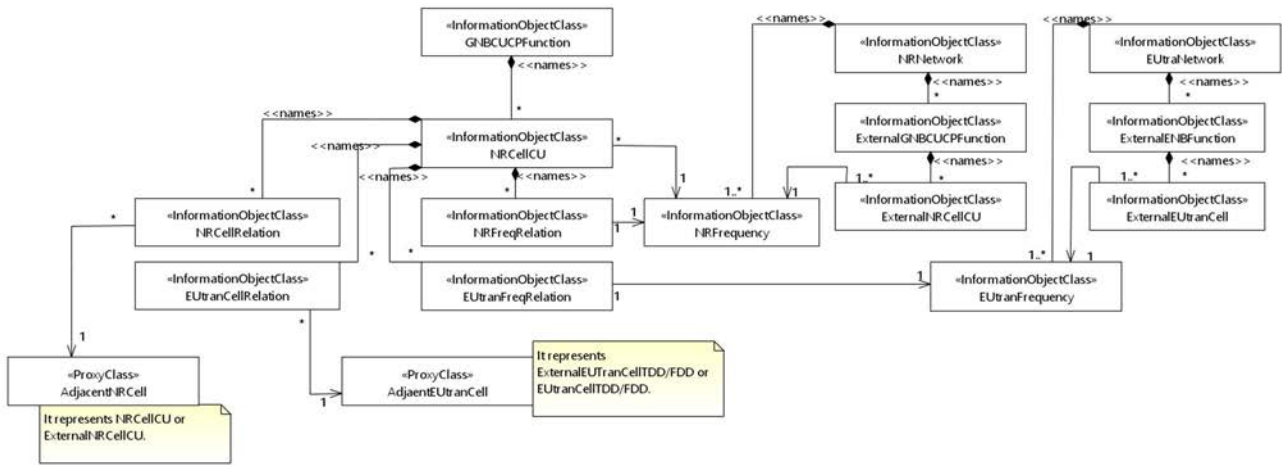 «InformationObjectClass»
GNBCUCPFunction
<<names>>
*
<<names>>
«InformationObjectClass»
NRNetwork
<<names>>
*
<<names>>
«InformationObjectClass»
EUtraNetwork
<<names>>
*
<<names>>
«InformationObjectClass»
NRCellCU
*
<<names>>
<<names>>
<<names>>
«InformationObjectClass»
ExternalGNBCUCPFunction
<<names>>
«InformationObjectClass»
ExternalENBFunction
<<names>>
*
*
1
1..*
1..*
1
*
1..*
*
«InformationObjectClass»
NRCellRelation
*
«InformationObjectClass»
NRFreqRelation
1
1
«InformationObjectClass»
NRFrequency
«InformationObjectClass»
ExternalNRCellCU
«InformationObjectClass»
ExternalEUtranCell
*
*
1..*
1
«InformationObjectClass»
EUtranCellRelation
*
«InformationObjectClass»
EUtranFreqRelation
1
1
«InformationObjectClass»
EUtranFrequency
1
«ProxyClass»
AdjacentNRCell
It represents NRCellCU or
ExternalNRCellCU.
1
«ProxyClass»
AdjaentEUtranCell
It represents
ExternalEUTranCellTDD/FDD or
EUtranCellTDD/FDD.